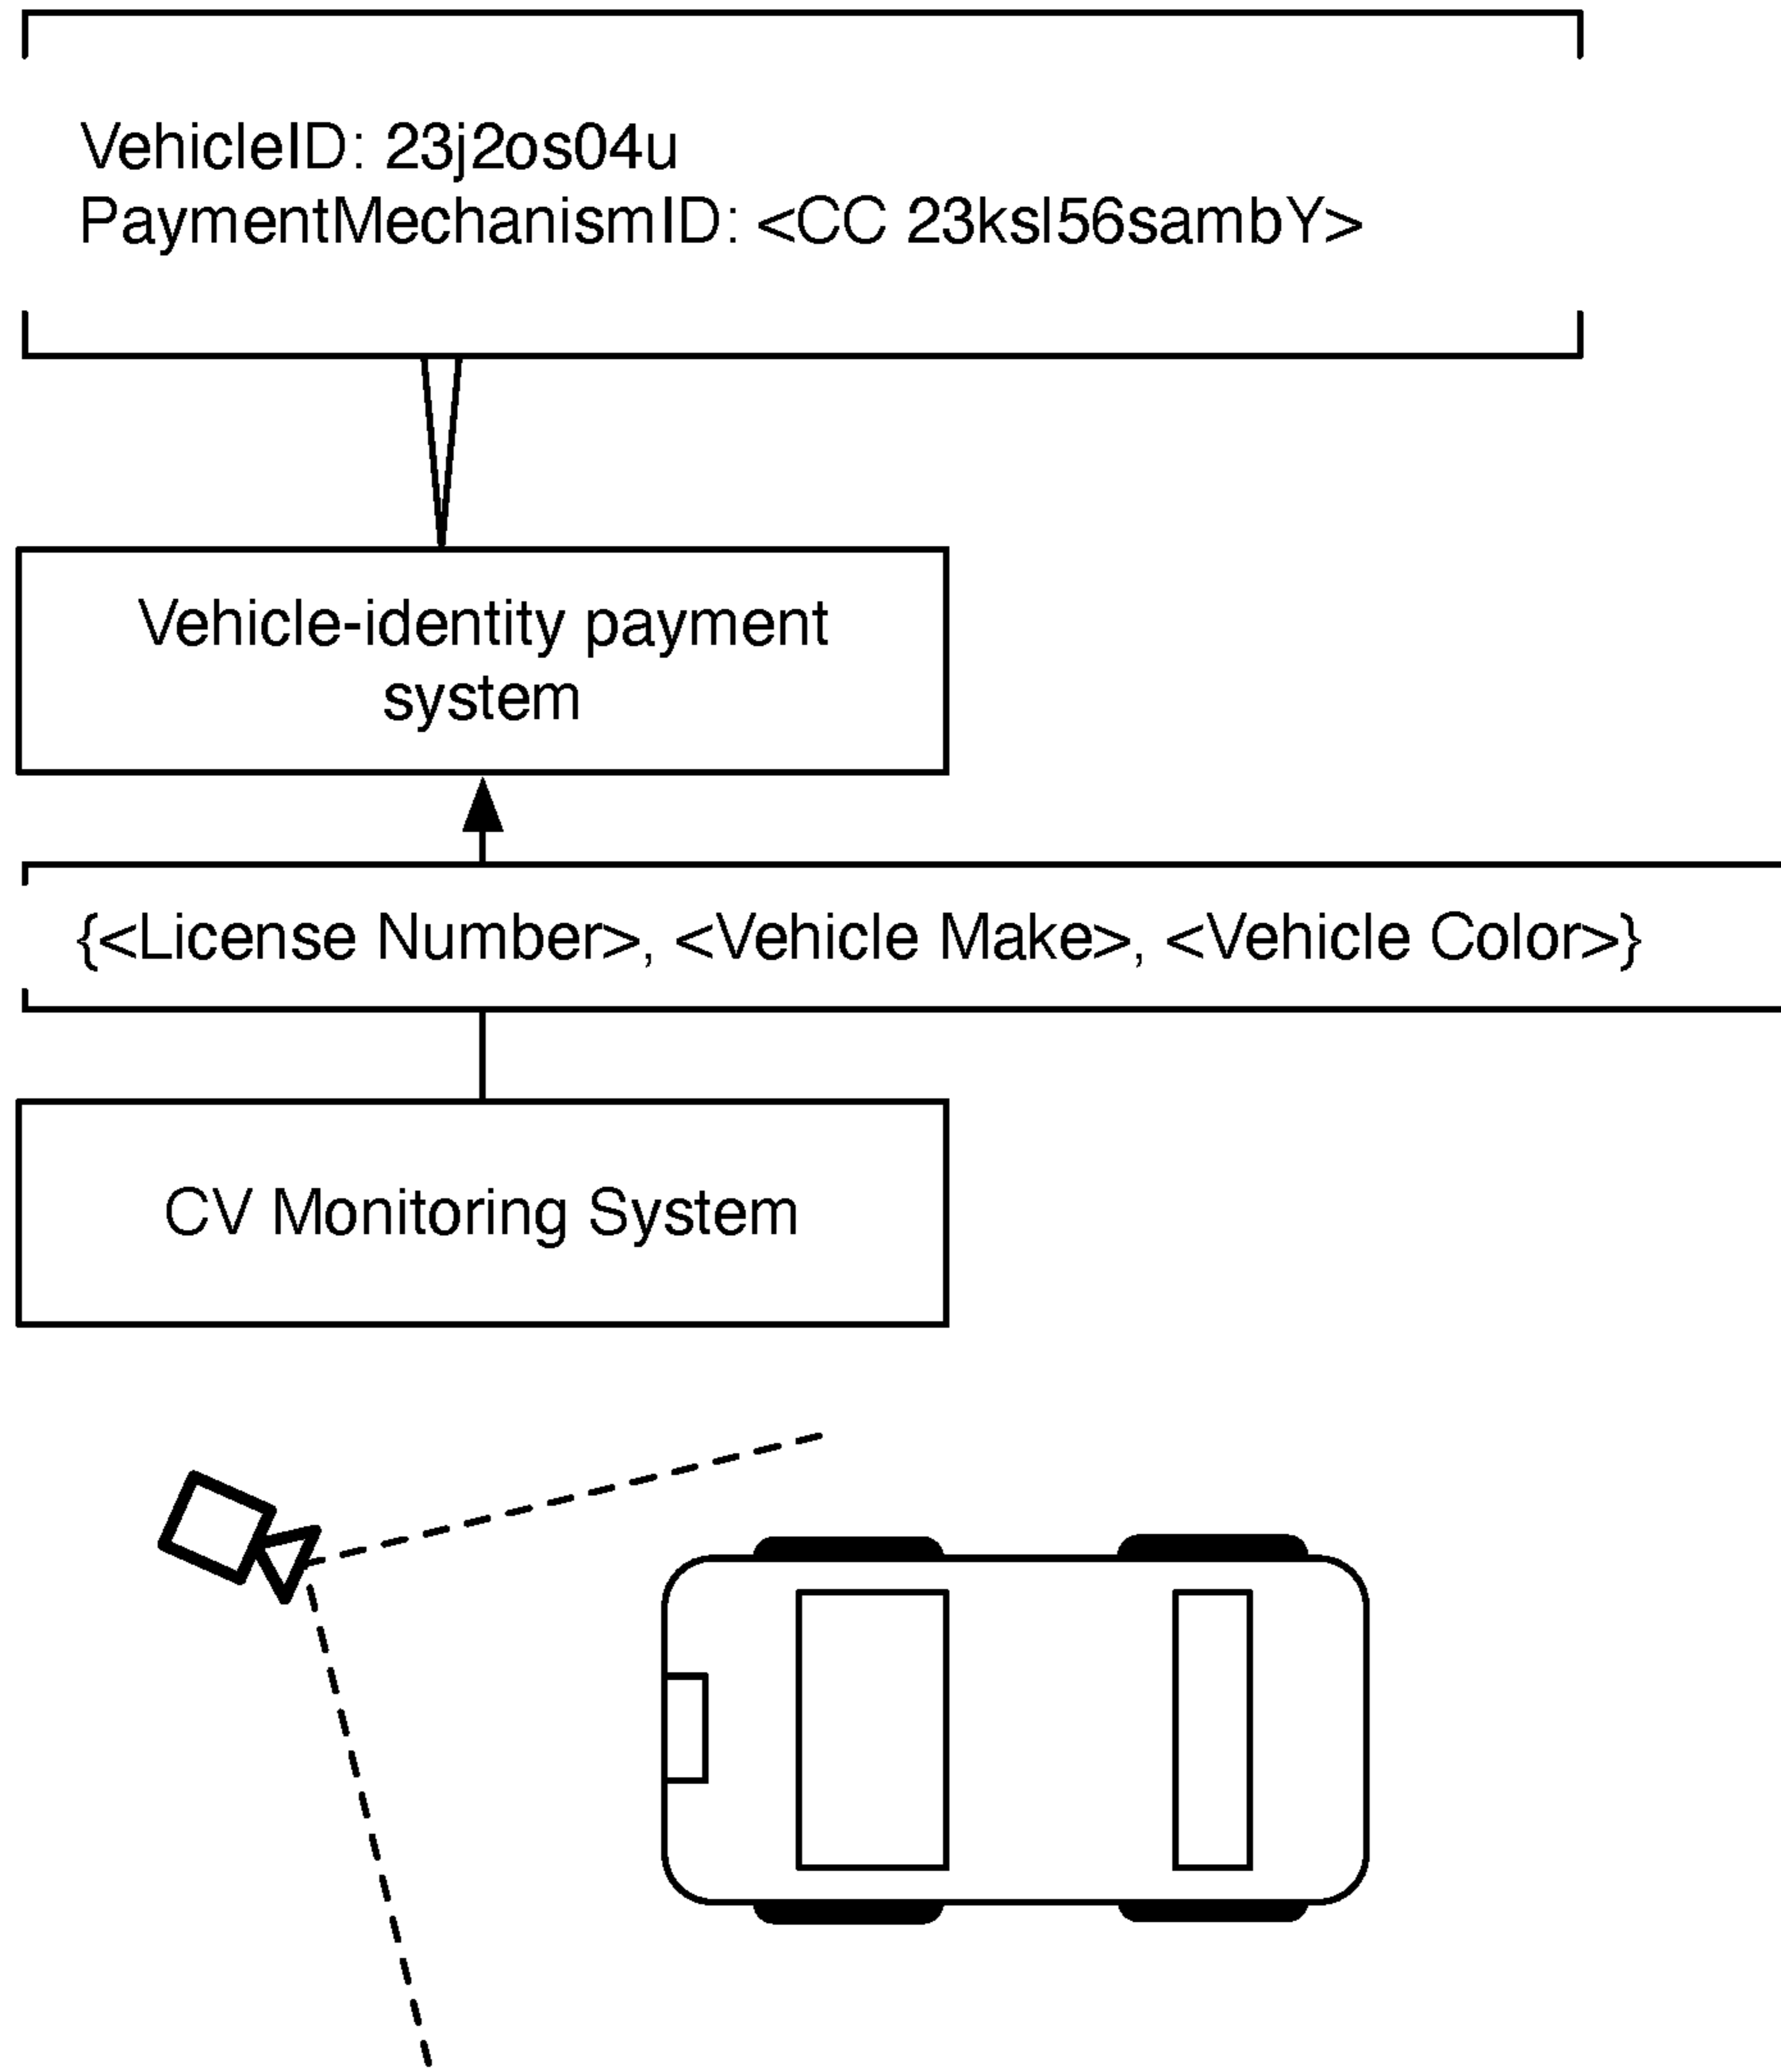 VehicleID: 23j2os04u
PaymentMechanismID: <CC 23ksl56sambY>
Vehicle-identity payment
system
{<License Number>, <Vehicle Make>, <Vehicle Color>}
CV Monitoring System